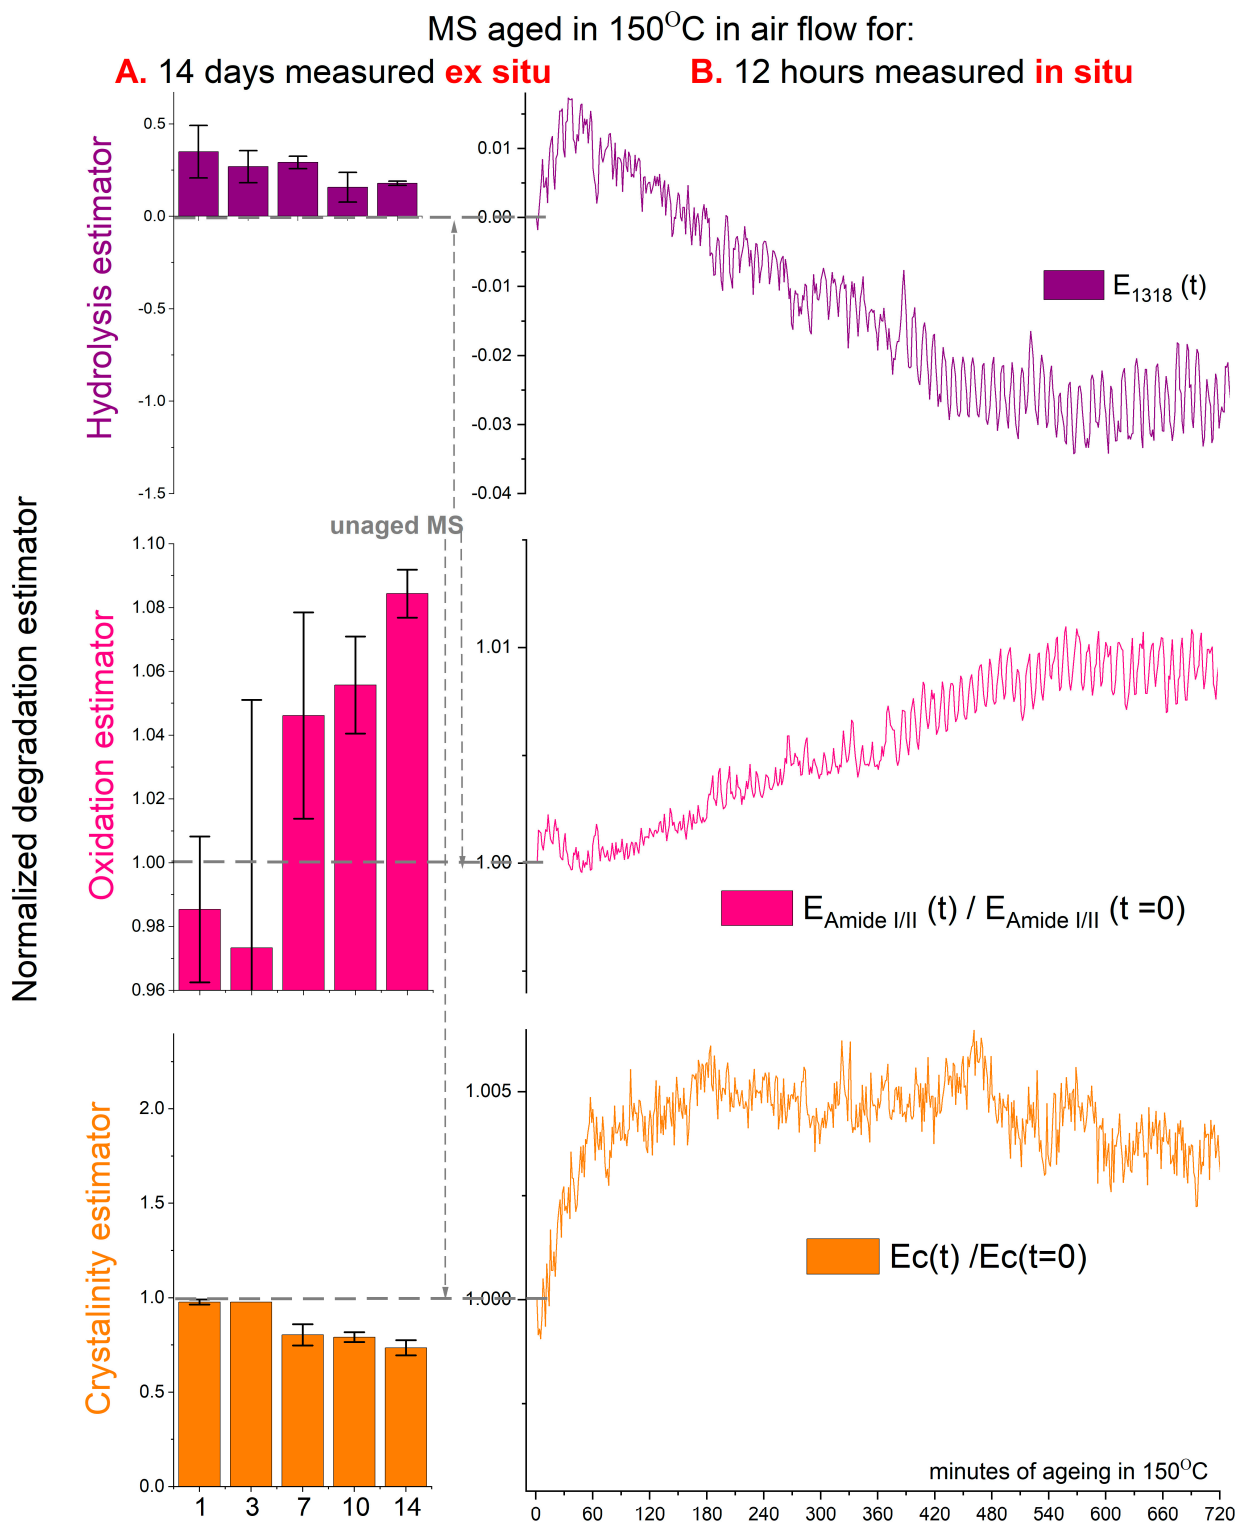 MS aged in 150°C in air flow for:
A. 14 days measured ex situ
B. 12 hours measured in situ
Normalized degradation estimator
Hydrolysis estimator
0.5
0.0
-0.5
-1.0
-1.5
0.01
0.00
-0.01
-0.02
-0.03
-0.04
E1318 (t)
unaged MS
Oxidation estimator
1.10
1.08
1.06
1.04
1.02
1.00
0.98
0.96
1.01
1.00
EAmide I/II (t) / EAmide I/II (t =0)
Crystalinity estimator
2.0
1.5
1.0
0.5
0.0
1.005
1.000
Ec(t) /Ec(t=0)
minutes of ageing in 150°C
1 3 7 10 14
0 60 120 180 240 300 360 420 480 540 600 660 720